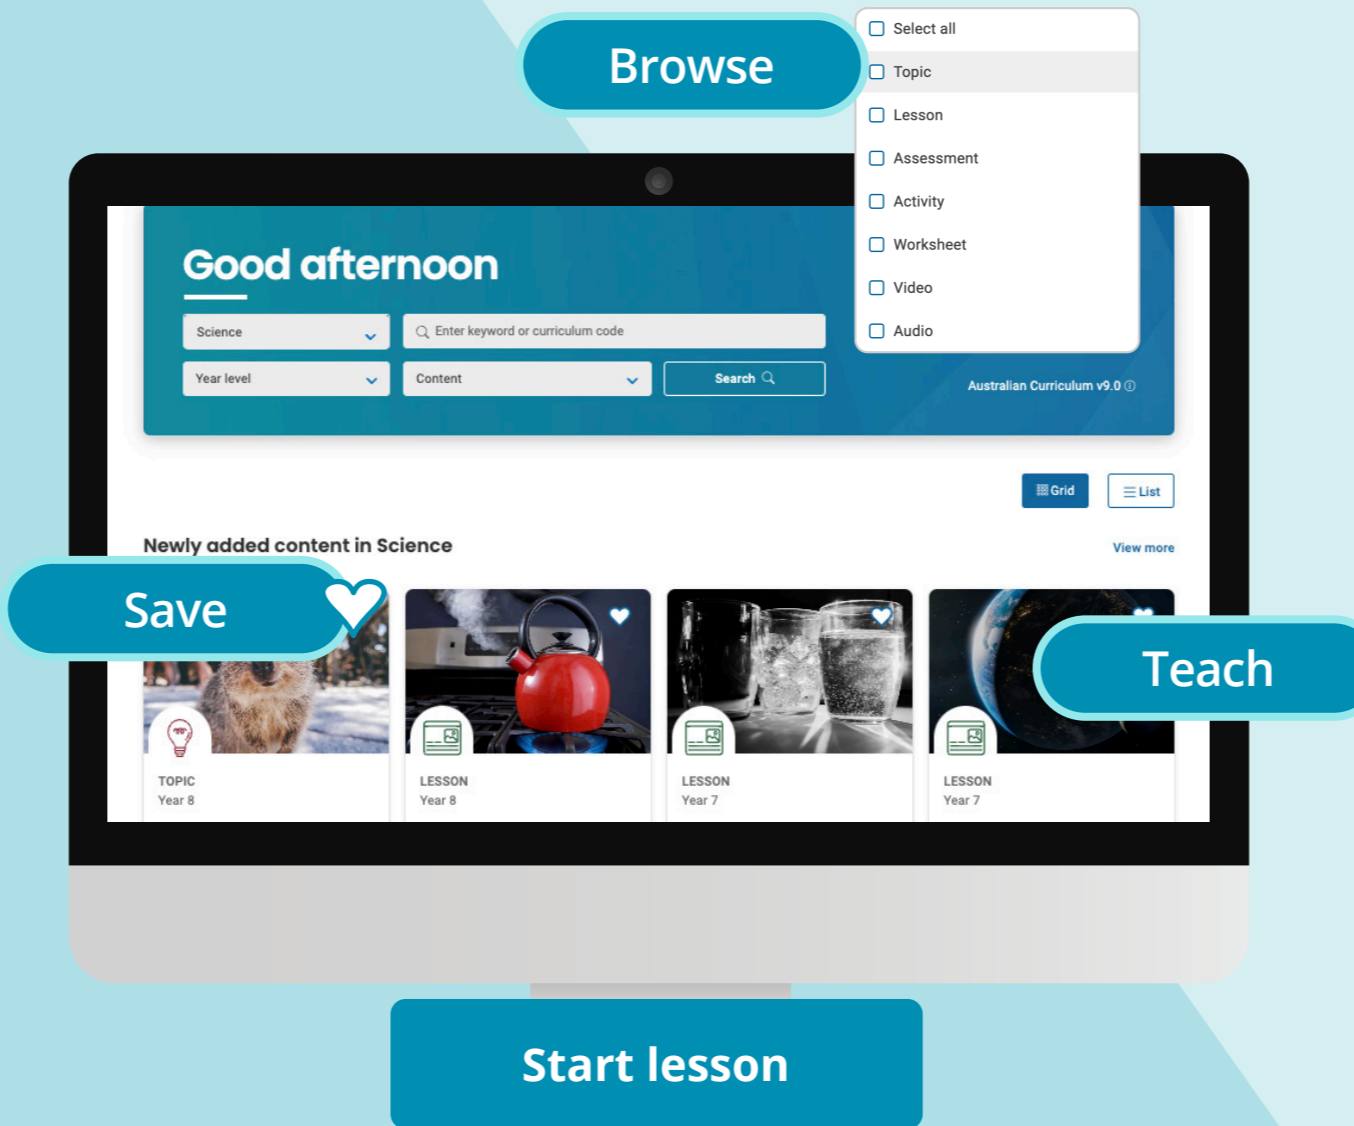 Browse
Select all
Topic
Lesson
Assessment
Activity
Worksheet
Video
Audio
Good afternoon
Science
Enter keyword or curriculum code
Year level
Content
Search
Australian Curriculum v9.0
Grid
List
Newly added content in Science
View more
Save
Teach
TOPIC
Year 8
LESSON
Year 8
LESSON
Year 7
LESSON
Year 7
Start lesson